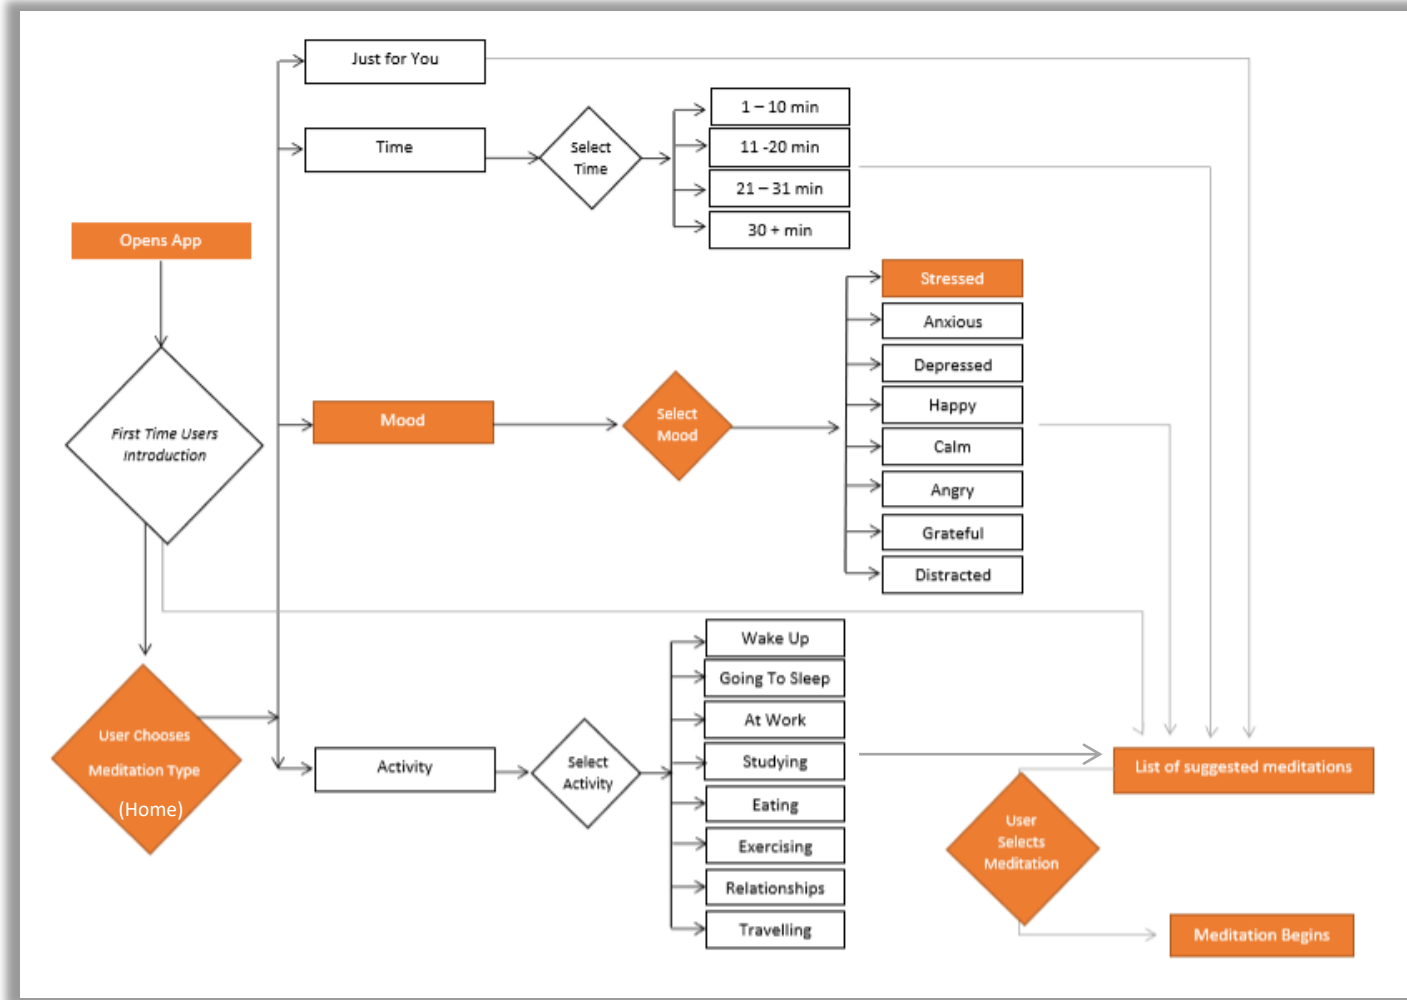 Just for You
Time
Select
Time
1 – 10 min
11 -20 min
21 – 31 min
30 + min
Opens App
First Time Users
Introduction
Mood
Select
Mood
Stressed
Anxious
Depressed
Happy
Calm
Angry
Grateful
Distracted
User Chooses
Meditation Type
(Home)
Activity
Select
Activity
Wake Up
Going To Sleep
At Work
Studying
Eating
Exercising
Relationships
Travelling
List of suggested meditations
User
Selects
Meditation
Meditation Begins